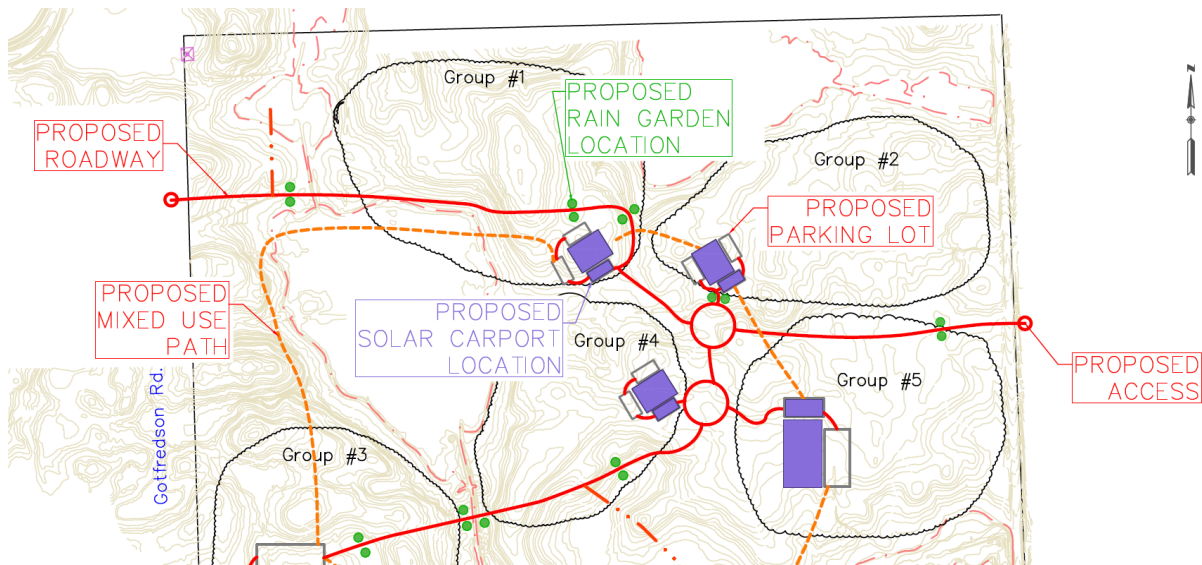 N
Group #1
PROPOSED
RAIN GARDEN
LOCATION
PROPOSED
ROADWAY
Group #2
PROPOSED
PARKING LOT
PROPOSED
MIXED USE
PATH
PROPOSED
SOLAR CARPORT
LOCATION
Group #4
PROPOSED
ACCESS
Group #5
Gotfredson Rd.
Group #3